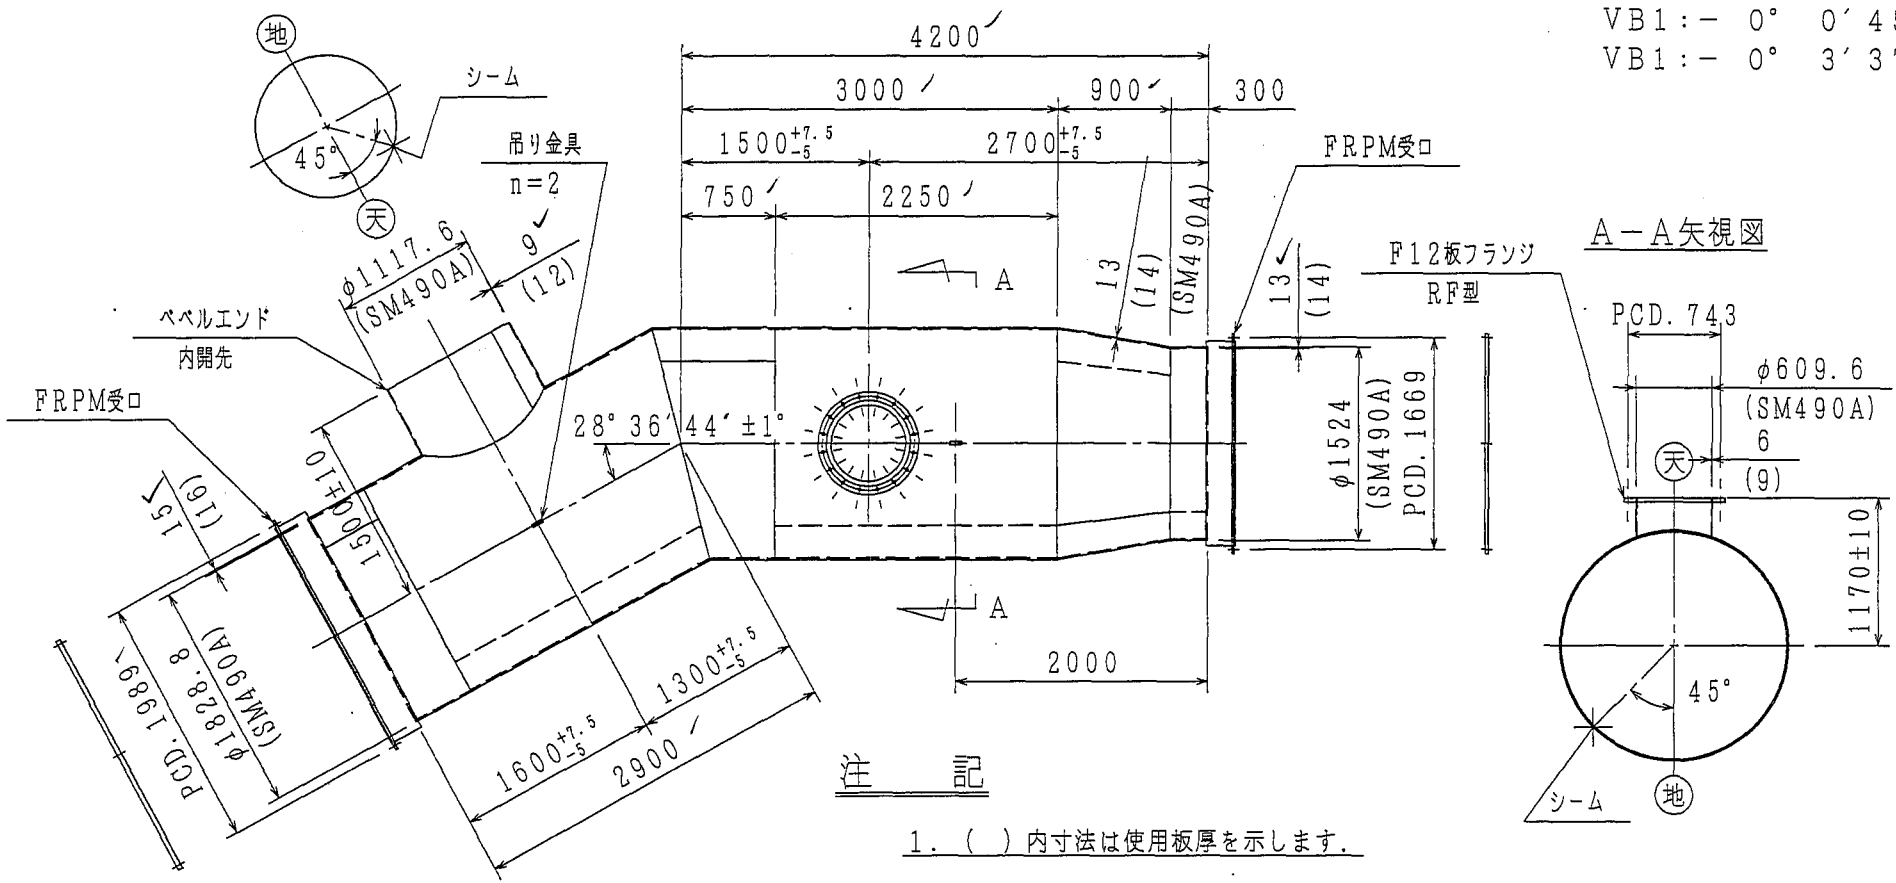 VB1:- 0° 0′4
VB1:- 0° 3′3
地
シーム
45°
天
吊り金具
n=2
4200
3000
900
300
1500+7.5-5
2700+7.5-5
750
2250
FRPM受口
φ1117.6
(SM490A)
9
(12)
A
13
(14)
(SM490A)
13
(14)
F12板フランジ
RF型
A-A矢視図
PCD.743
φ609.6
(SM490A)
6
(9)
天
1170±10
45°
シーム
地
ベベルエンド
内開先
FRPM受口
15
(16)
1500±10
28°36′44′±1°
φ1524
(SM490A)
PCD.1669
A
2000
PCD.1989
φ1828.8
(SM490A)
1600+7.5-5
1300+7.5-5
2900
注 記
1. ( )内寸法は使用板厚を示します.